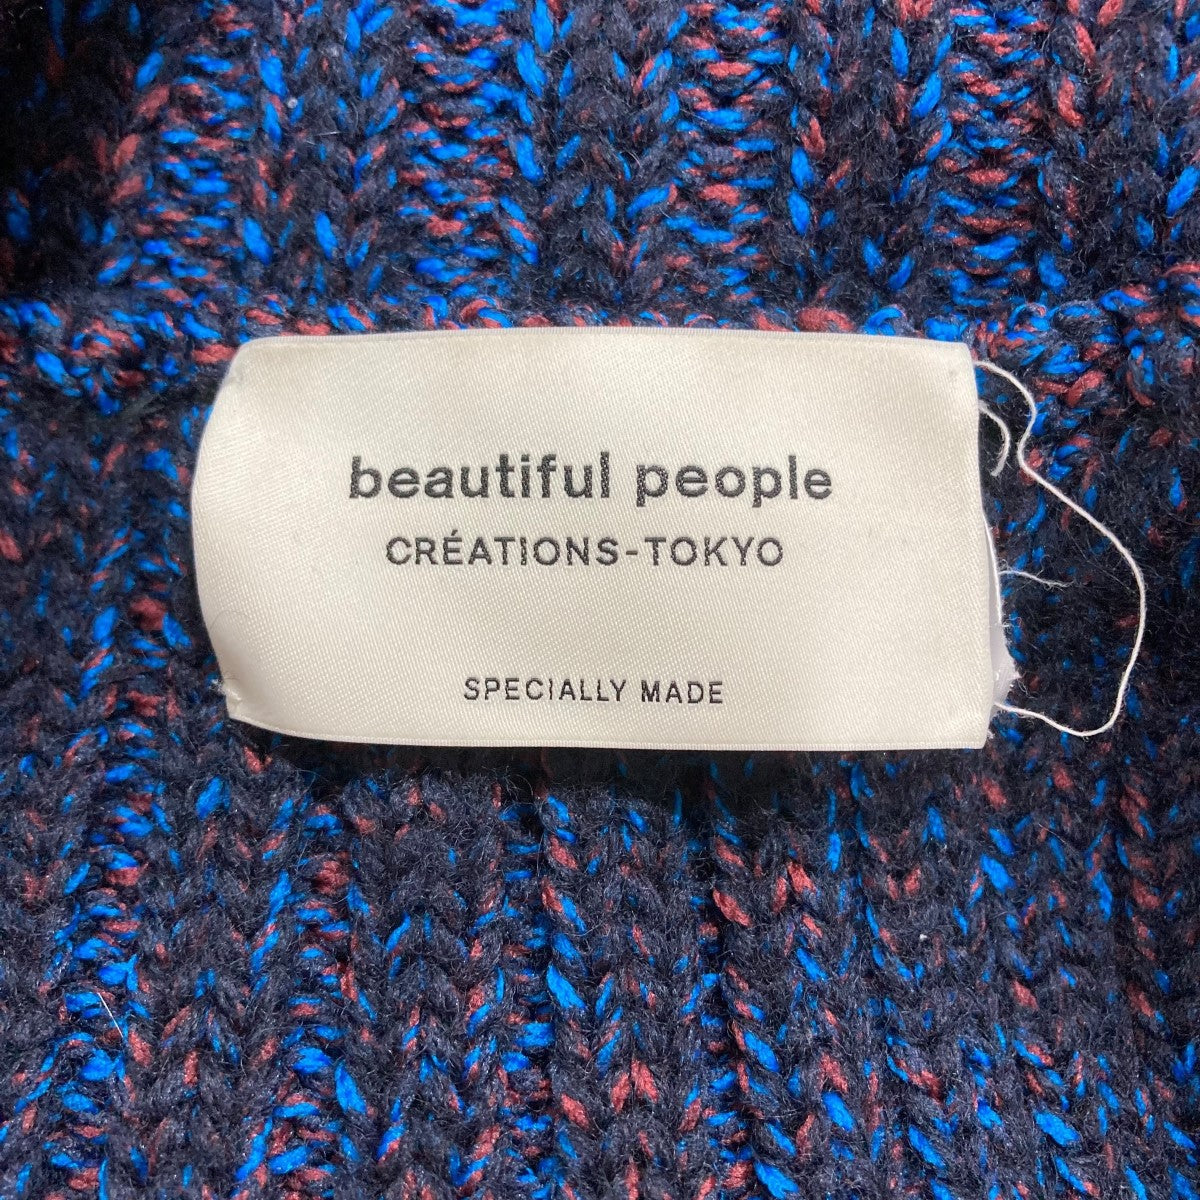 beautiful people
CRÉATIONS-TOKYO
SPECIALLY MADE